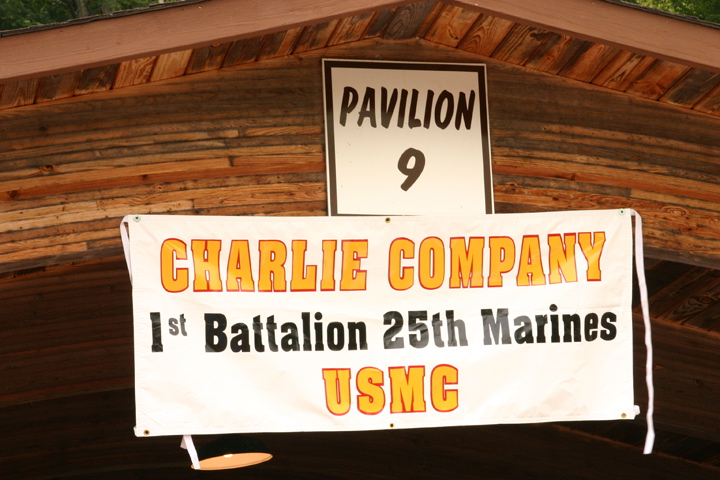 PAVILION
9
CHARLIE COMPANY
1st Battalion 25th Marines
USMC